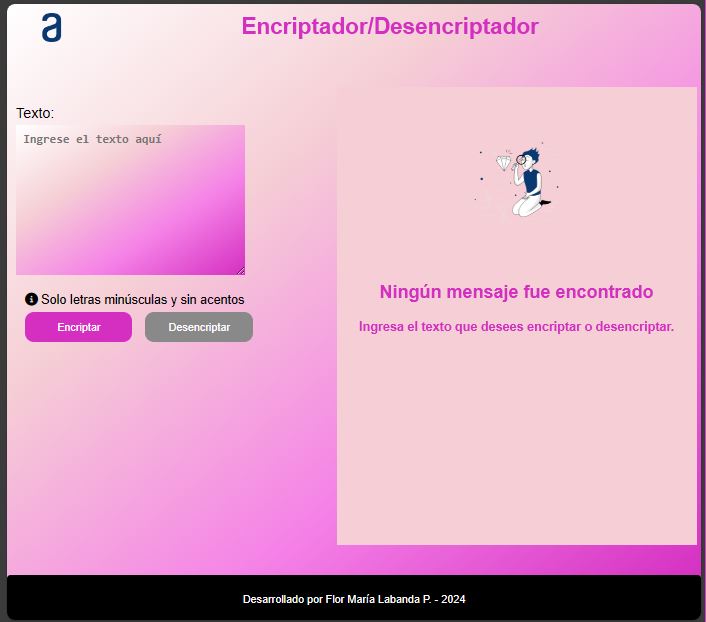 a
Encriptador/Desencriptador
Texto:
Ingrese el texto aquí
Solo letras minúsculas y sin acentos
Encriptar
Desencriptar
Ningún mensaje fue encontrado
Ingresa el texto que desees encriptar o desencriptar.
Desarrollado por Flor María Labanda P. - 2024